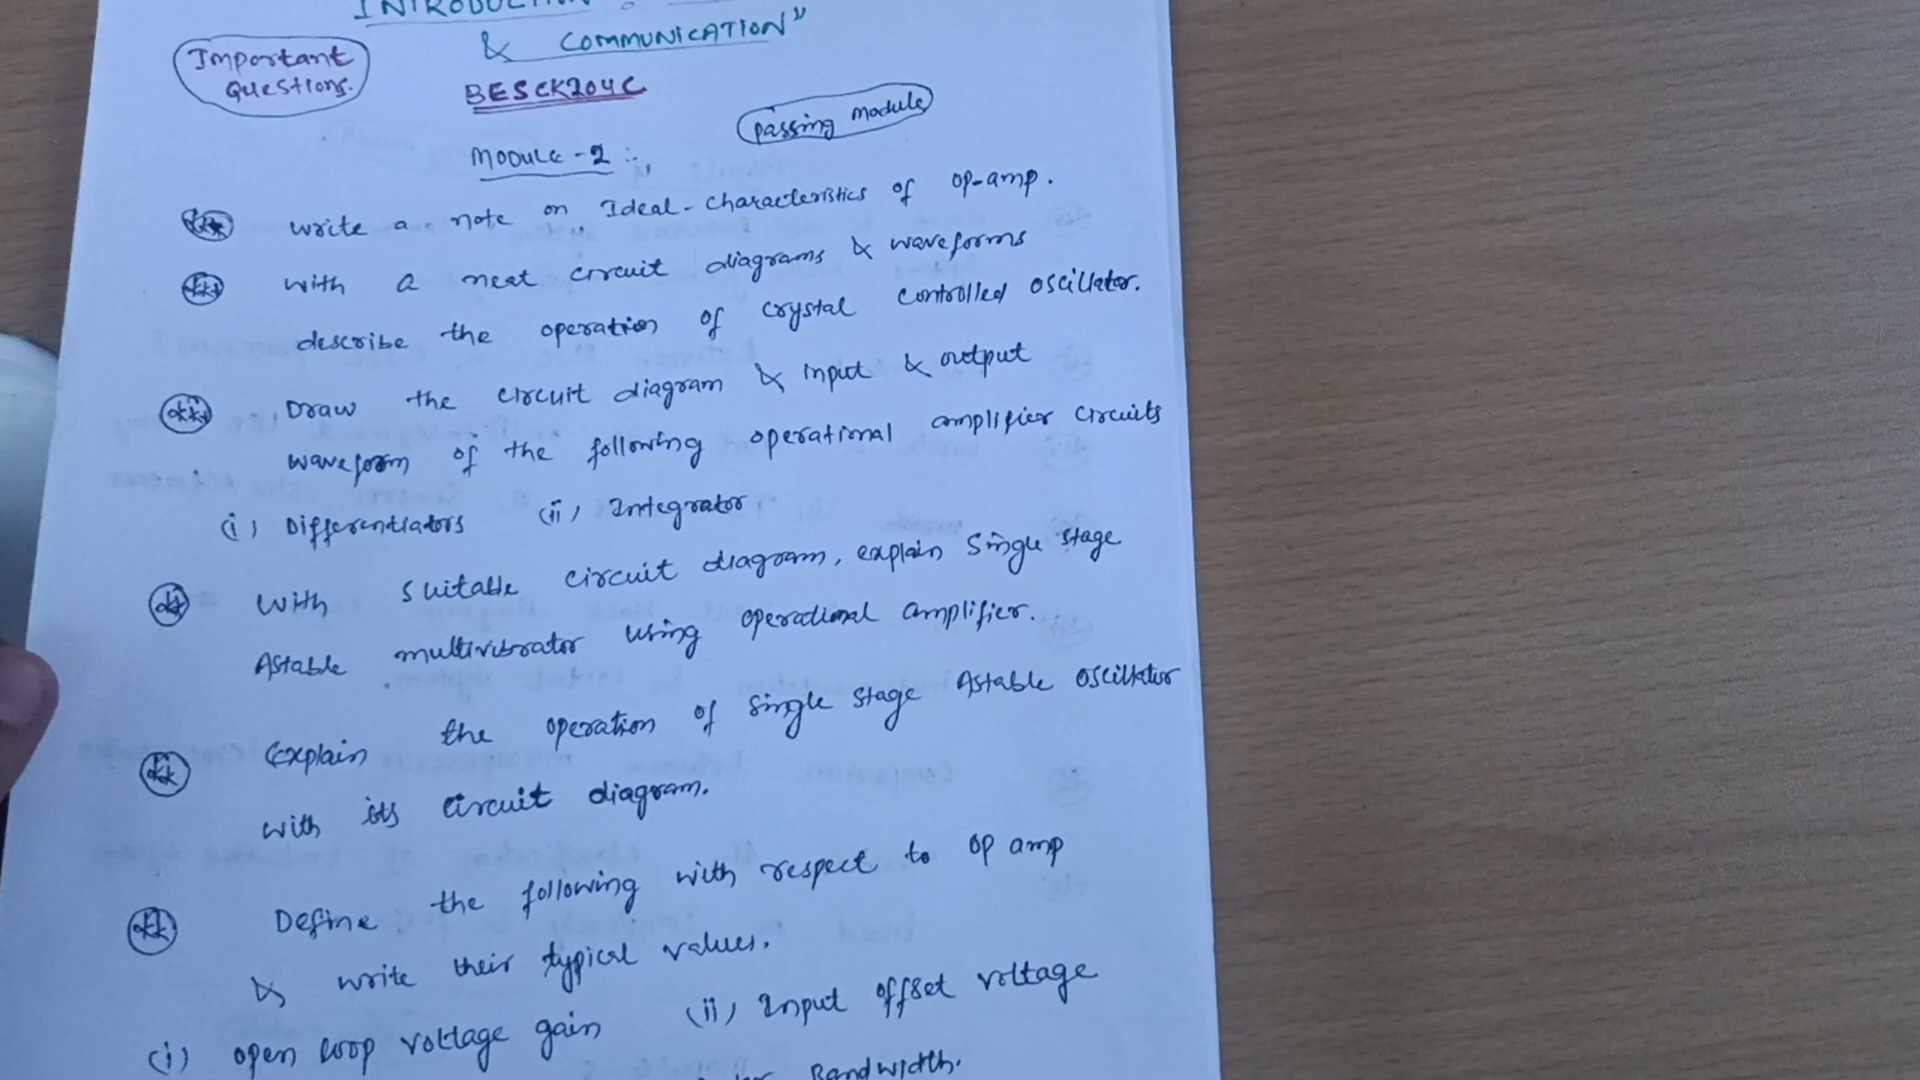 INTRODUCTION
& COMMUNICATION"
Important Questions.
BESCK204C
passing module
MODULE-2 :-
Write a note on Ideal-characteristics of op-amp.
With a neat circuit diagrams & waveforms
describe the operation of crystal controlled oscillator.
Draw the circuit diagram & input & output
waveform of the following operational amplifier circuits
(i) Differentiators (ii) Integrator
With suitable circuit diagram, explain single stage
Astable multivibrator using operational amplifier.
Explain the operation of single stage Astable oscillator
with its circuit diagram.
Define the following with respect to op amp
& write their typical values.
(i) open loop voltage gain (ii) Input offset voltage
Bandwidth.